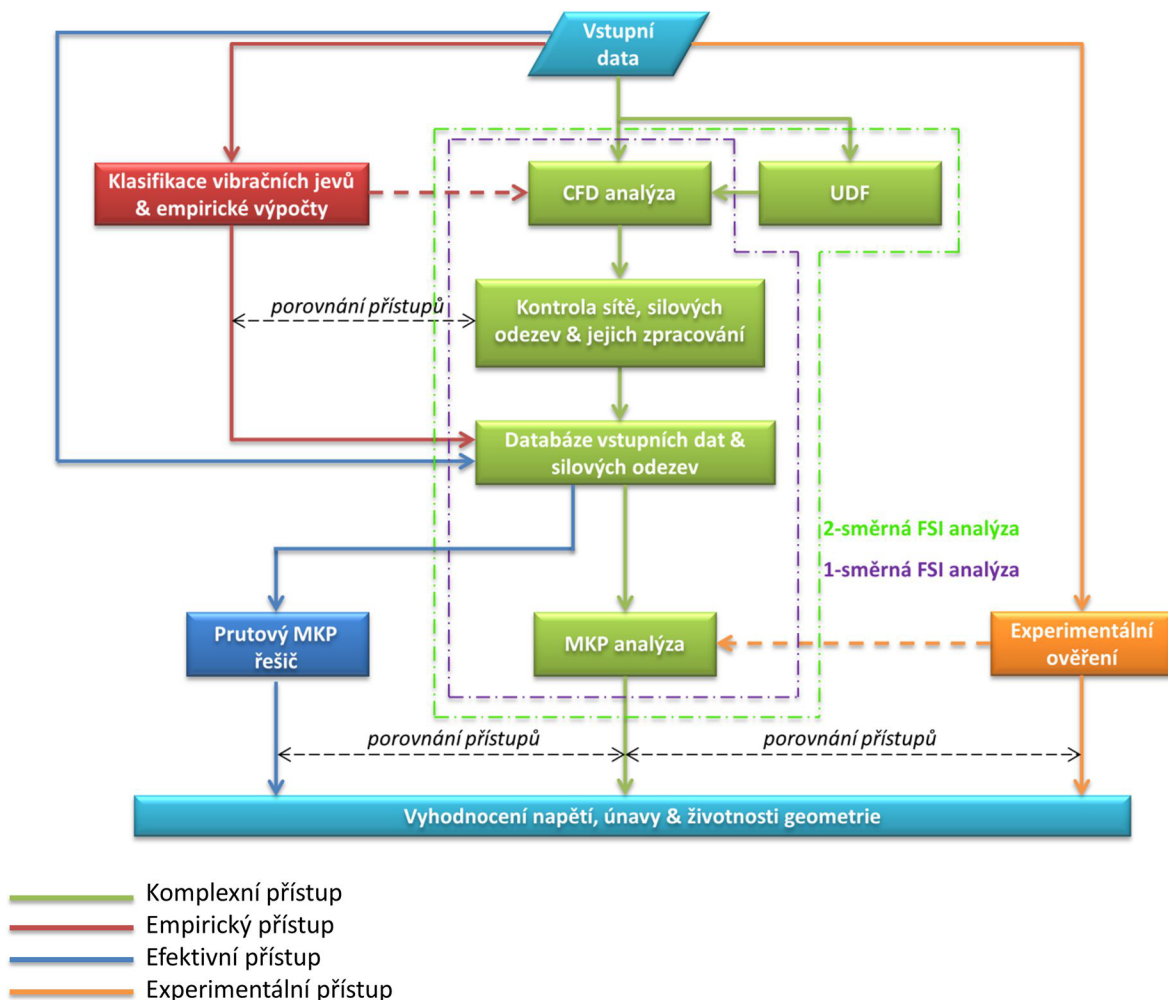 Vstupní
data
Klasifikace vibračních jevů
& empirické výpočty
CFD analýza
UDF
porovnání přístupů
Kontrola sítě, silových
odezev & jejich zpracování
Databáze vstupních dat &
silových odezev
2-směrná FSI analýza
1-směrná FSI analýza
Prutový MKP
řešič
MKP analýza
Experimentální
ověření
porovnání přístupů
porovnání přístupů
Vyhodnocení napětí, únavy & životnosti geometrie
Komplexní přístup
Empirický přístup
Efektivní přístup
Experimentální přístup